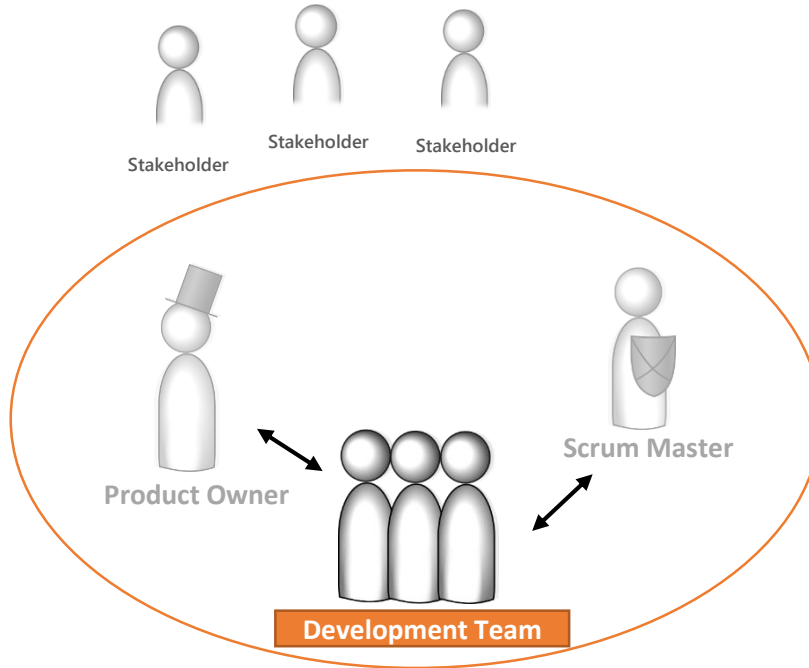 Stakeholder
Stakeholder
Stakeholder
Product Owner
Scrum Master
Development Team